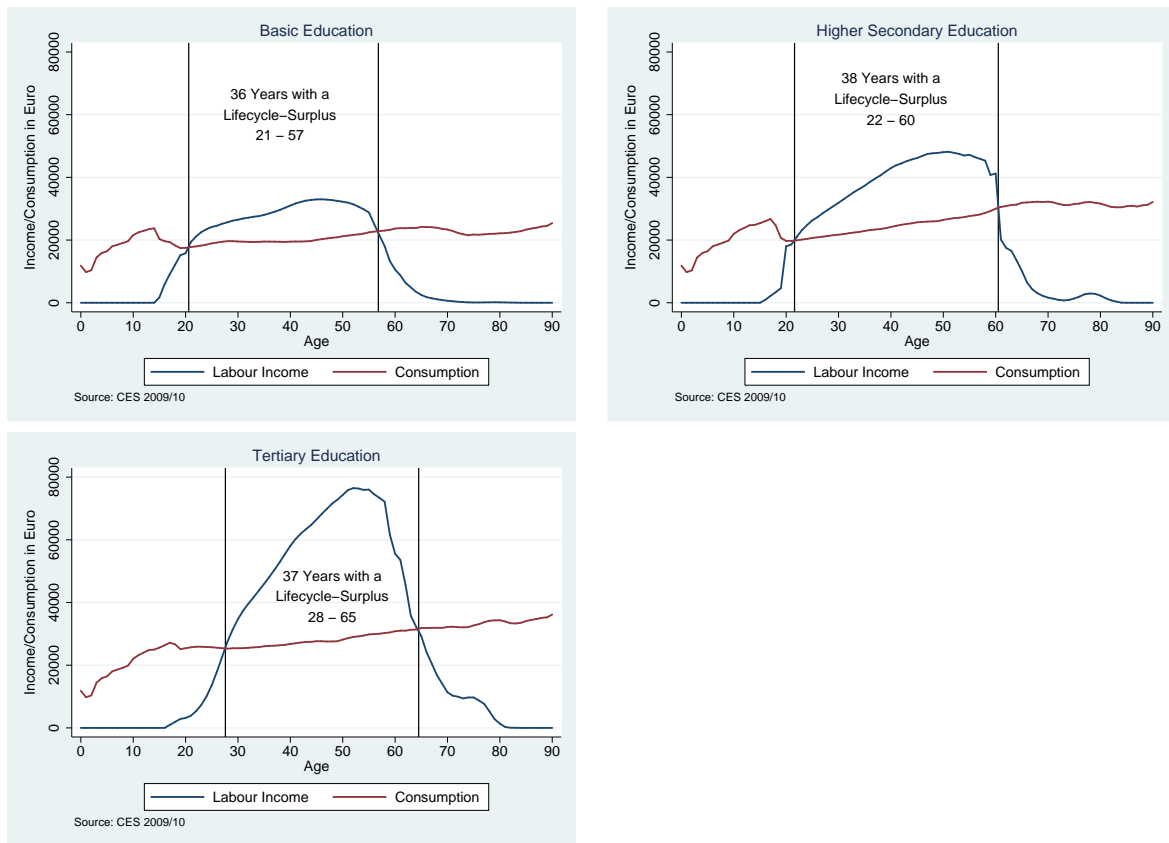 Basic Education
Income/Consumption in Euro
80000
60000
40000
20000
0
36 Years with a
Lifecycle−Surplus
21 − 57
0 10 20 30 40 50 60 70 80 90
Age
Labour Income Consumption
Source: CES 2009/10
Higher Secondary Education
Income/Consumption in Euro
80000
60000
40000
20000
0
38 Years with a
Lifecycle−Surplus
22 − 60
0 10 20 30 40 50 60 70 80 90
Age
Labour Income Consumption
Source: CES 2009/10
Tertiary Education
Income/Consumption in Euro
80000
60000
40000
20000
0
37 Years with a
Lifecycle−Surplus
28 − 65
0 10 20 30 40 50 60 70 80 90
Age
Labour Income Consumption
Source: CES 2009/10